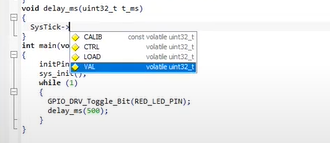 void delay_ms(uint32_t t_ms)
{
SysTick->
CALIB const volatile uint32_t
CTRL volatile uint32_t
LOAD volatile uint32_t
VAL volatile uint32_t
}
int main(vo
{
initPin
sys_init();
while (1)
{
GPIO_DRV_Toggle_Bit(RED_LED_PIN);
delay_ms(500);
}
}